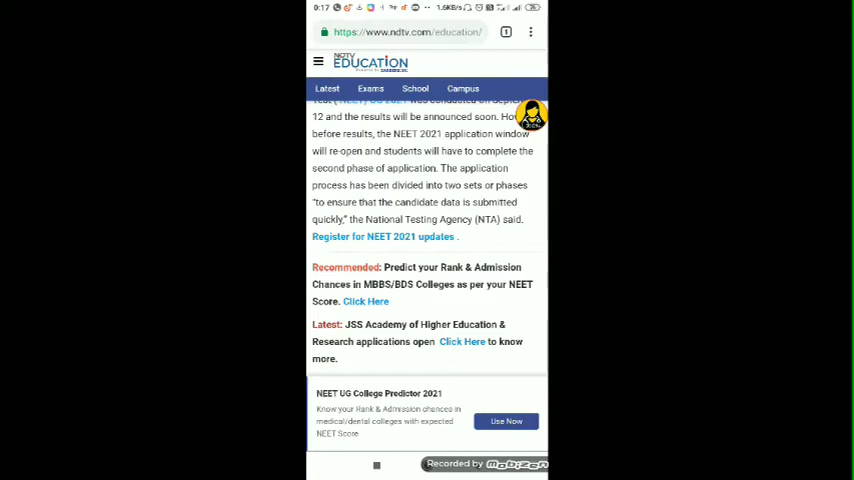 0:17
1.6KB/s
https://www.ndtv.com/education/
1
NDTV
EDUCATION
Latest Exams School Campus
12 and the results will be announced soon.
before results, the NEET 2021 application window
will re-open and students will have to complete the
second phase of application. The application
process has been divided into two sets or phases
“to ensure that the candidate data is submitted
quickly,” the National Testing Agency (NTA) said.
Register for NEET 2021 updates .
Recommended: Predict your Rank & Admission
Chances in MBBS/BDS Colleges as per your NEET
Score. Click Here
Latest: JSS Academy of Higher Education &
Research applications open Click Here to know
more.
NEET UG College Predictor 2021
Know your Rank & Admission chances in
medical/dental colleges with expected
NEET Score
Use Now
Recorded by Mobizen